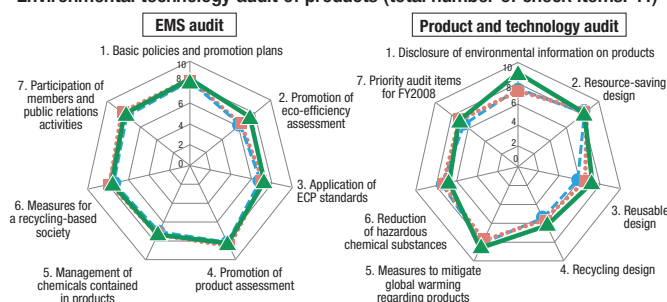 Environmental technology audit of products (total number of check items: 41)
EMS audit
1. Basic policies and promotion plans
2. Promotion of
eco-efficiency
assessment
3. Application of
ECP standards
4. Promotion of
product assessment
5. Management of
chemicals contained
in products
6. Measures for
a recycling-based
society
7. Participation of
members and
public relations
activities
10
8
6
4
2
0
Product and technology audit
1. Disclosure of environmental information on products
2. Resource-saving
design
3. Reusable
design
4. Recycling design
5. Measures to mitigate
global warming
regarding products
6. Reduction
of hazardous
chemical substances
7. Priority audit items
for FY2008
10
8
6
4
2
0